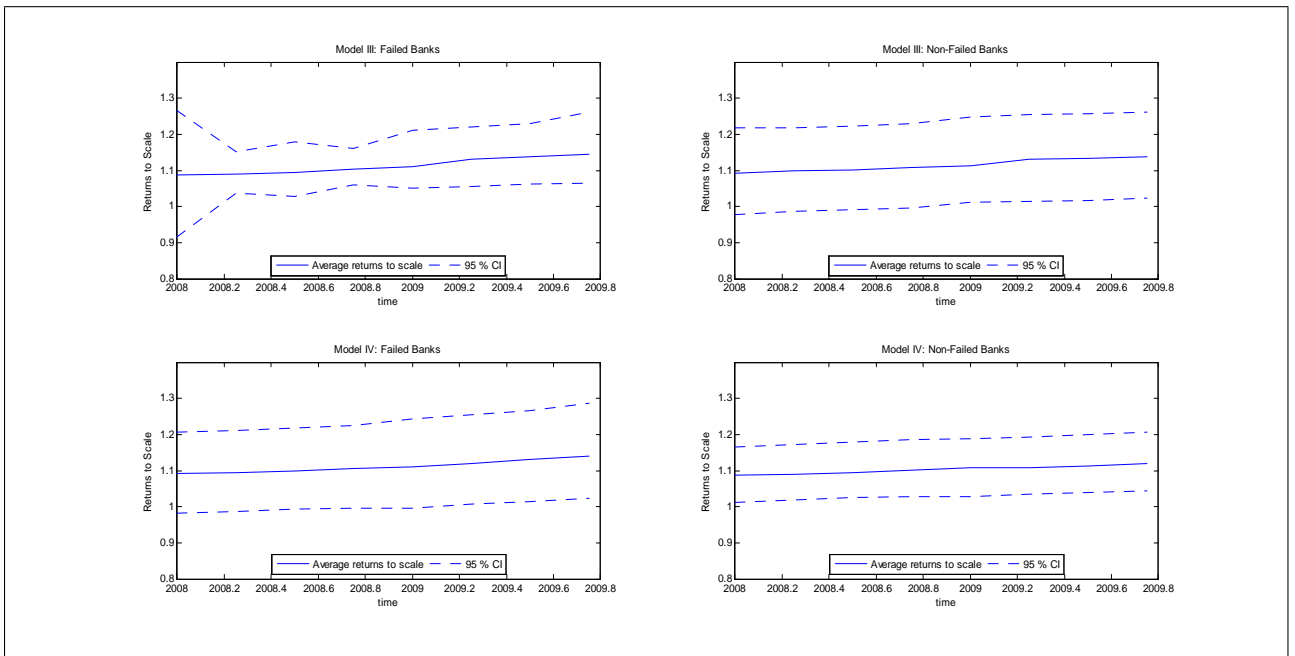 Model III: Failed Banks
1.3
1.2
1.1
1
0.9
0.8
Returns to Scale
Average returns to scale 95 % CI
2008 2008.2 2008.4 2008.6 2008.8 2009 2009.2 2009.4 2009.6 2009.8
time
Model III: Non-Failed Banks
1.3
1.2
1.1
1
0.9
0.8
Returns to Scale
Average returns to scale 95 % CI
2008 2008.2 2008.4 2008.6 2008.8 2009 2009.2 2009.4 2009.6 2009.8
time
Model IV: Failed Banks
1.3
1.2
1.1
1
0.9
0.8
Returns to Scale
Average returns to scale 95 % CI
2008 2008.2 2008.4 2008.6 2008.8 2009 2009.2 2009.4 2009.6 2009.8
time
Model IV: Non-Failed Banks
1.3
1.2
1.1
1
0.9
0.8
Returns to Scale
Average returns to scale 95 % CI
2008 2008.2 2008.4 2008.6 2008.8 2009 2009.2 2009.4 2009.6 2009.8
time